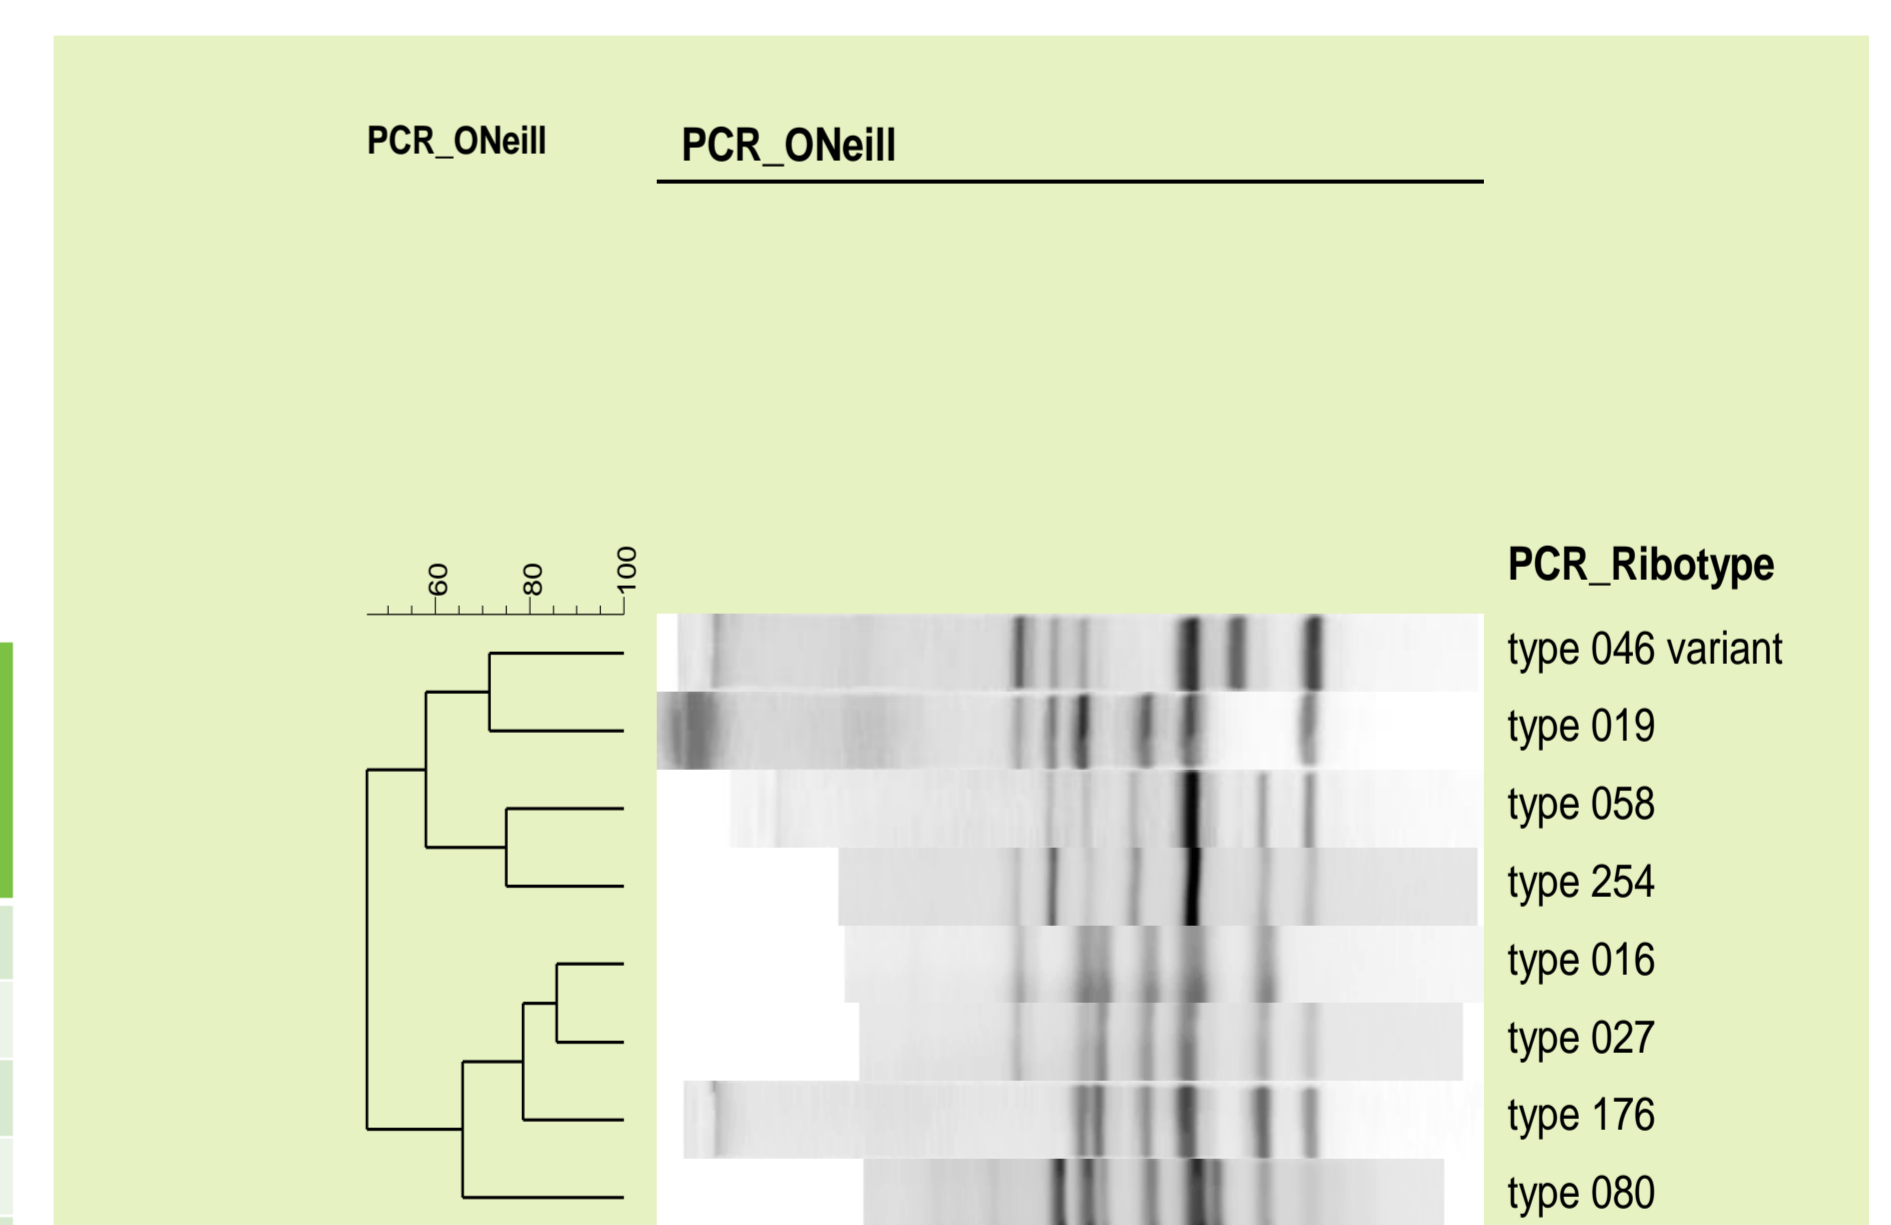 PCR_ONeill
PCR_ONeill
60
80
100
PCR_Ribotype
type 046 variant
type 019
type 058
type 254
type 016
type 027
type 176
type 080